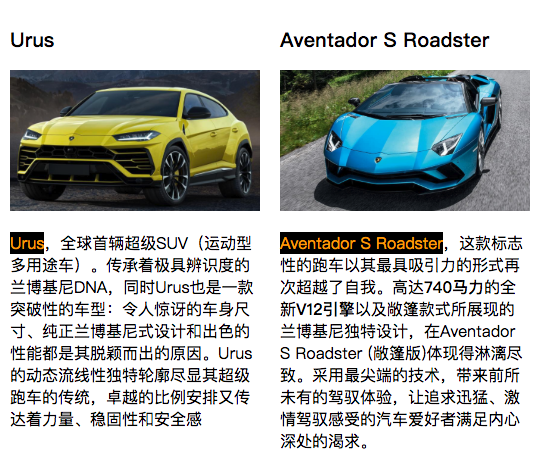 Urus
Urus，全球首辆超级SUV（运动型
多用途车）。传承着极具辨识度的
兰博基尼DNA，同时Urus也是一款
突破性的车型：令人惊讶的车身尺
寸、纯正兰博基尼式设计和出色的
性能都是其脱颖而出的原因。Urus
的动态流线性独特轮廓尽显其超级
跑车的传统，卓越的比例安排又传
达着力量、稳固性和安全感
Aventador S Roadster
Aventador S Roadster，这款标志
性的跑车以其最具吸引力的形式再
次超越了自我。高达740马力的全
新V12引擎以及敞篷款式所展现的
兰博基尼独特设计，在Aventador
S Roadster (敞篷版)体现得淋漓尽
致。采用最尖端的技术，带来前所
未有的驾驭体验，让追求迅猛、激
情驾驭感受的汽车爱好者满足内心
深处的渴求。